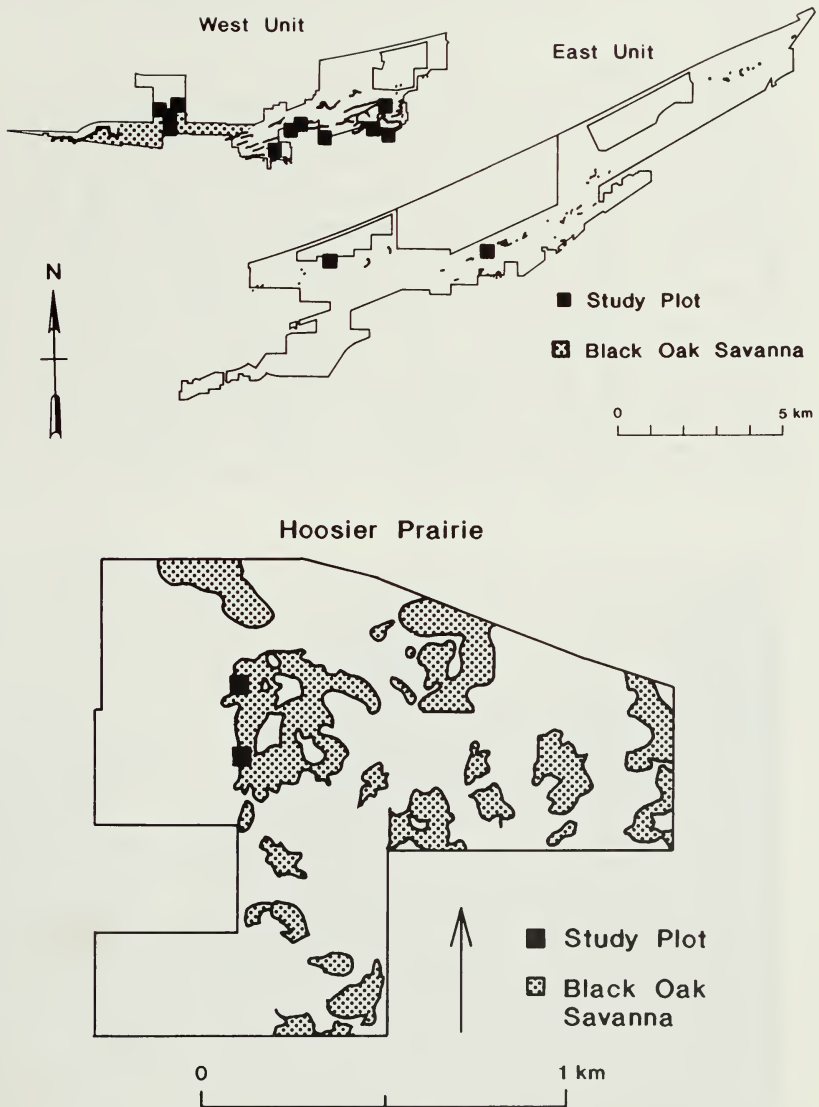 West Unit
East Unit
N
Study Plot
Black Oak Savanna
0 5 km
Hoosier Prairie
Study Plot
Black Oak
Savanna
0 1 km